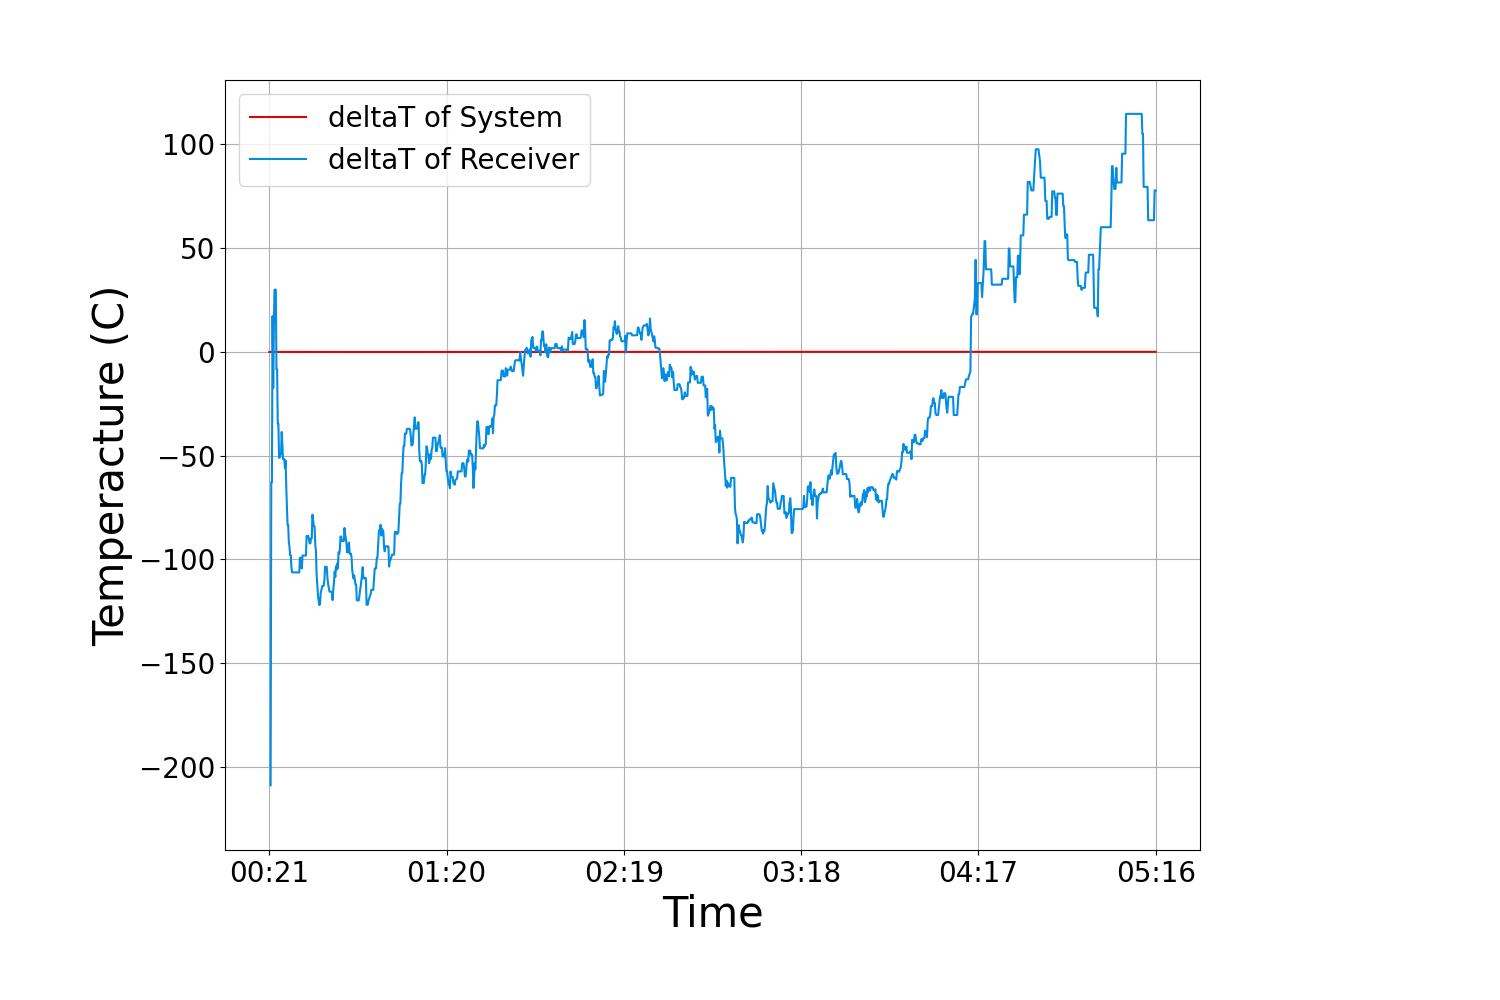 deltaT of System
deltaT of Receiver
100
50
0
−50
−100
−150
−200
Temperacture (C)
00:21 01:20 02:19 03:18 04:17 05:16
Time